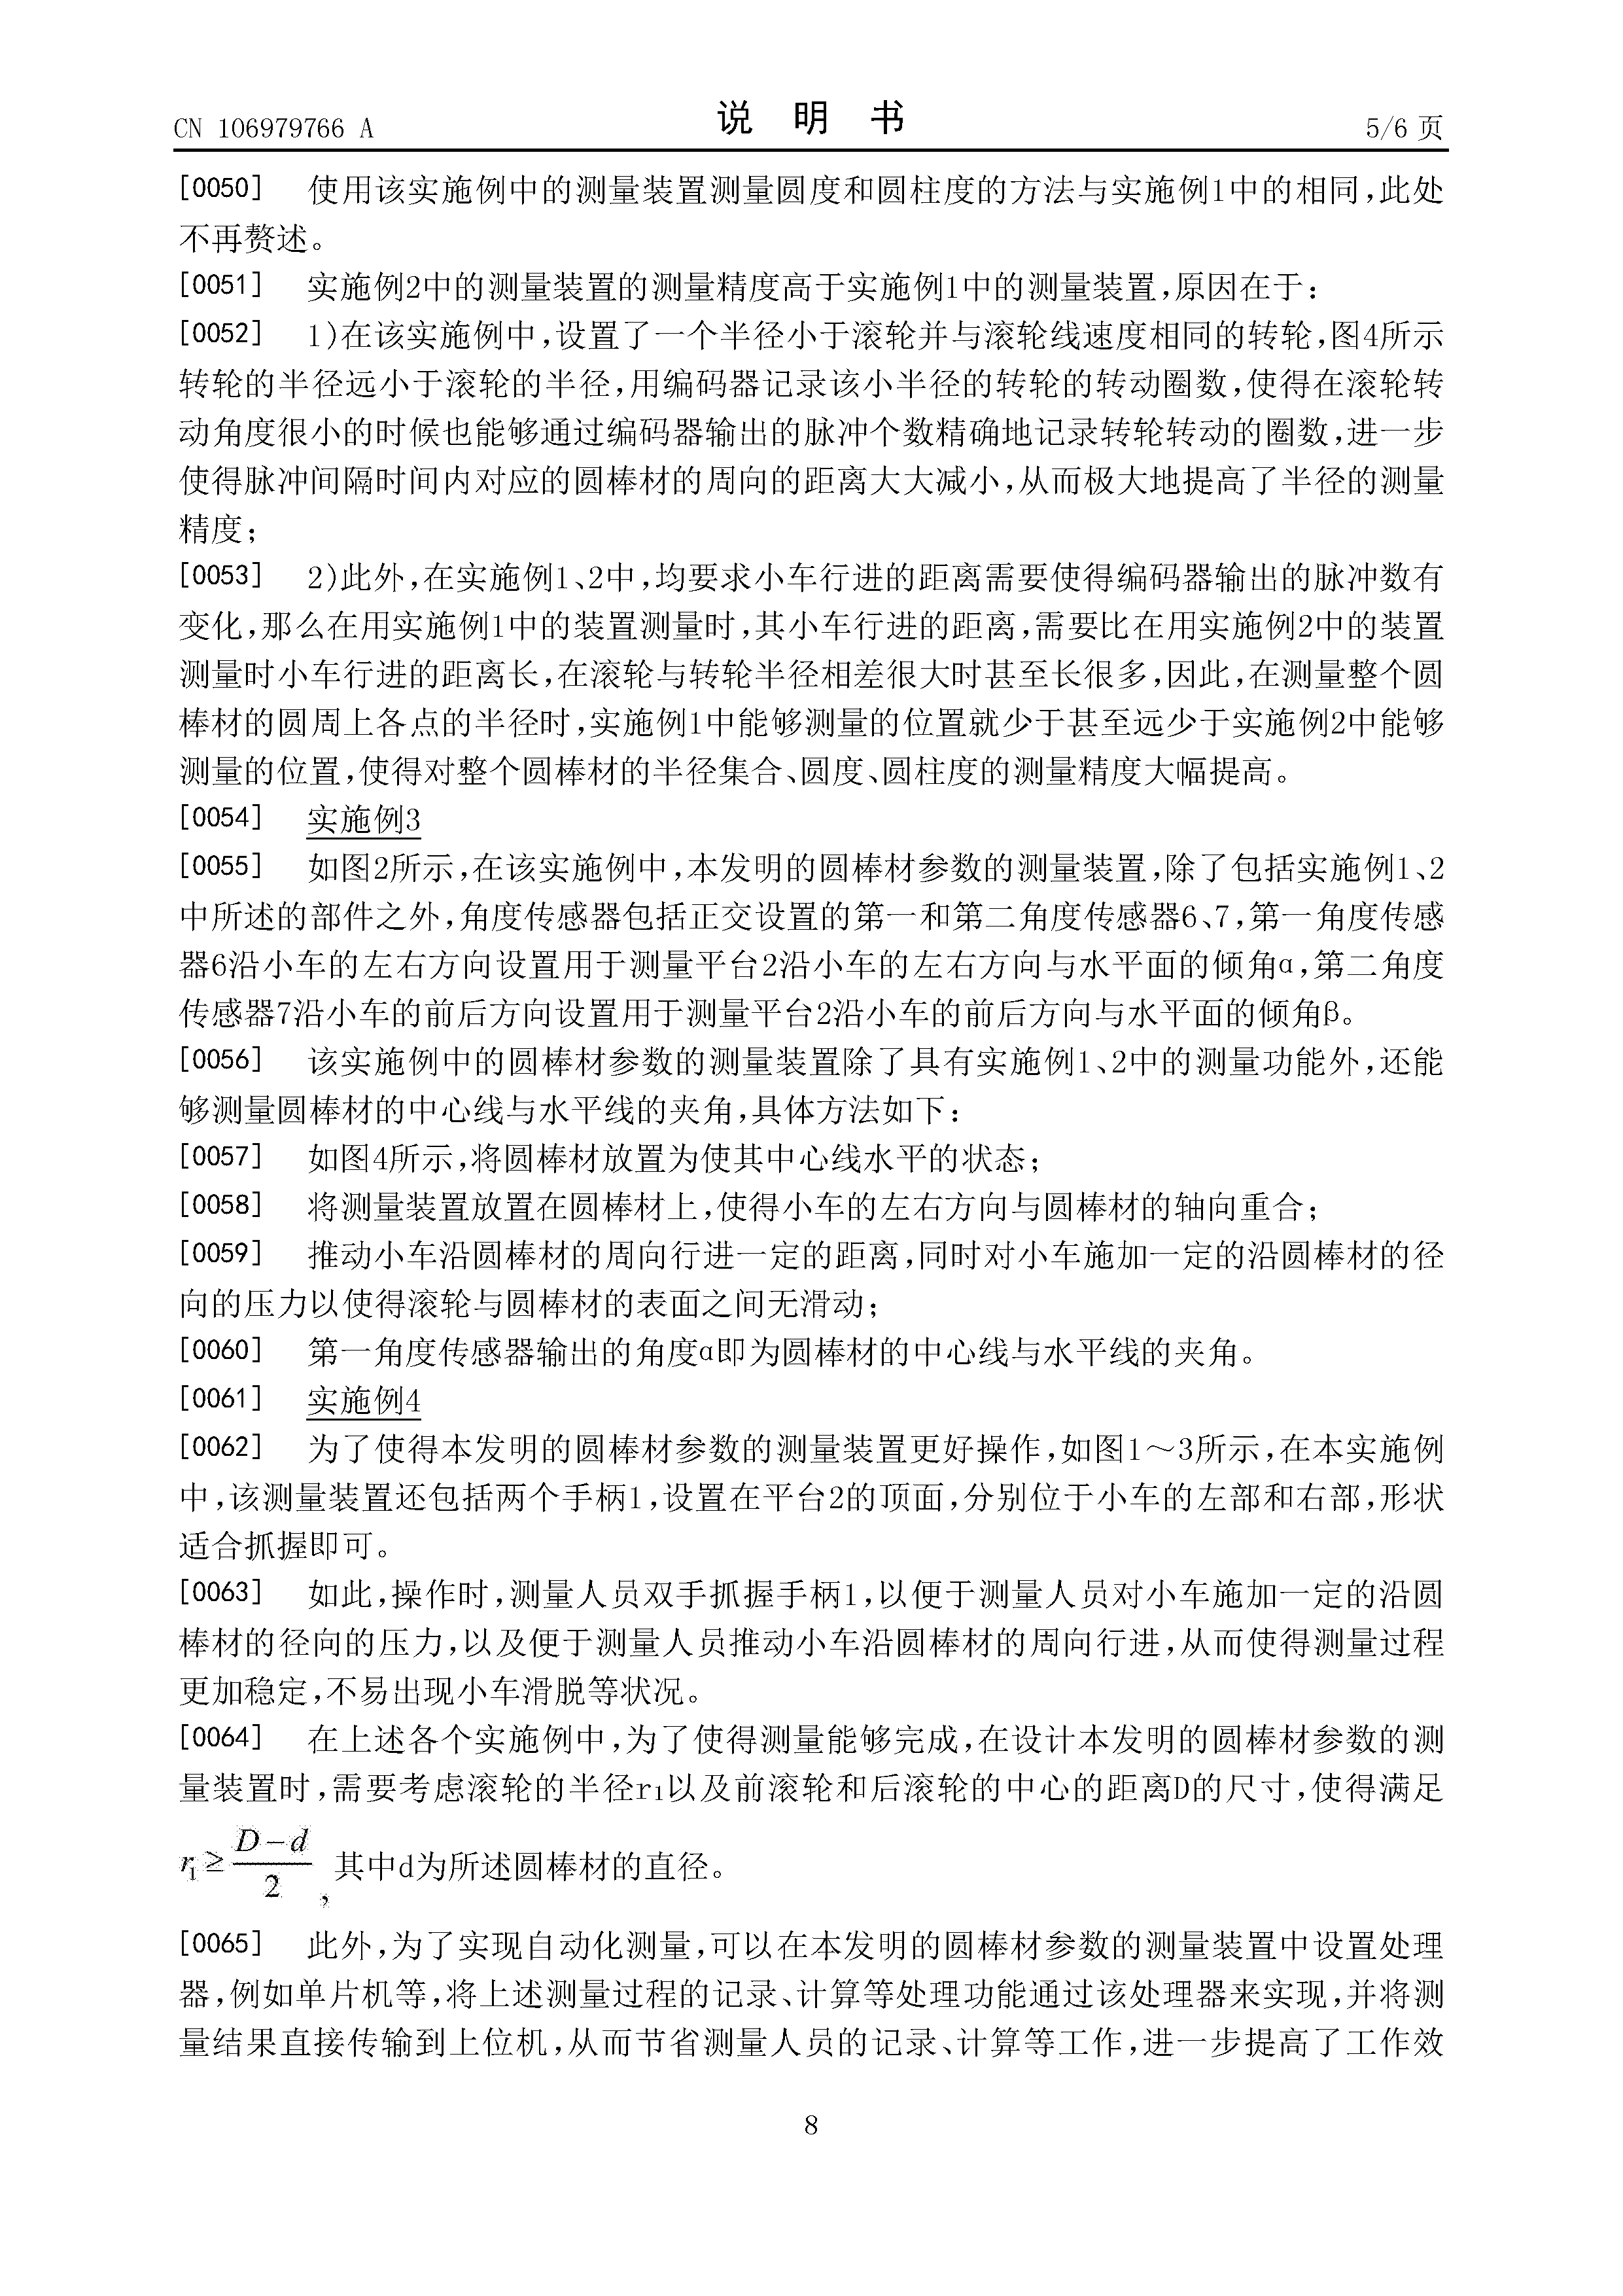 CN 106979766 A
说 明 书
5/6 页
[0050] 使用该实施例中的测量装置测量圆度和圆柱度的方法与实施例1中的相同,此处
不再赘述。
[0051] 实施例2中的测量装置的测量精度高于实施例1中的测量装置,原因在于:
[0052] 1)在该实施例中,设置了一个半径小于滚轮并与滚轮线速度相同的转轮,图4所示
转轮的半径远小于滚轮的半径,用编码器记录该小半径的转轮的转动圈数,使得在滚轮转
动角度很小的时候也能够通过编码器输出的脉冲个数精确地记录转轮转动的圈数,进一步
使得脉冲间隔时间内对应的圆棒材的周向的距离大大减小,从而极大地提高了半径的测量
精度;
[0053] 2)此外,在实施例1、2中,均要求小车行进的距离需要使得编码器输出的脉冲数有
变化,那么在用实施例1中的装置测量时,其小车行进的距离,需要比在用实施例2中的装置
测量时小车行进的距离长,在滚轮与转轮半径相差很大时甚至长很多,因此,在测量整个圆
棒材的圆周上各点的半径时,实施例1中能够测量的位置就少于甚至远少于实施例2中能够
测量的位置,使得对整个圆棒材的半径集合、圆度、圆柱度的测量精度大幅提高。
[0054] 实施例3
[0055] 如图2所示,在该实施例中,本发明的圆棒材参数的测量装置,除了包括实施例1、2
中所述的部件之外,角度传感器包括正交设置的第一和第二角度传感器6、7,第一角度传感
器6沿小车的左右方向设置用于测量平台2沿小车的左右方向与水平面的倾角α,第二角度
传感器7沿小车的前后方向设置用于测量平台2沿小车的前后方向与水平面的倾角β。
[0056] 该实施例中的圆棒材参数的测量装置除了具有实施例1、2中的测量功能外,还能
够测量圆棒材的中心线与水平线的夹角,具体方法如下:
[0057] 如图4所示,将圆棒材放置为使其中心线水平的状态;
[0058] 将测量装置放置在圆棒材上,使得小车的左右方向与圆棒材的轴向重合;
[0059] 推动小车沿圆棒材的周向行进一定的距离,同时对小车施加一定的沿圆棒材的径
向的压力以使得滚轮与圆棒材的表面之间无滑动;
[0060] 第一角度传感器输出的角度α即为圆棒材的中心线与水平线的夹角。
[0061] 实施例4
[0062] 为了使得本发明的圆棒材参数的测量装置更好操作,如图1～3所示,在本实施例
中,该测量装置还包括两个手柄1,设置在平台2的顶面,分别位于小车的左部和右部,形状
适合抓握即可。
[0063] 如此,操作时,测量人员双手抓握手柄1,以便于测量人员对小车施加一定的沿圆
棒材的径向的压力,以及便于测量人员推动小车沿圆棒材的周向行进,从而使得测量过程
更加稳定,不易出现小车滑脱等状况。
[0064] 在上述各个实施例中,为了使得测量能够完成,在设计本发明的圆棒材参数的测
量装置时,需要考虑滚轮的半径r₁以及前滚轮和后滚轮的中心的距离D的尺寸,使得满足
r₁≥(D−d)/2,其中d为所述圆棒材的直径。
[0065] 此外,为了实现自动化测量,可以在本发明的圆棒材参数的测量装置中设置处理
器,例如单片机等,将上述测量过程的记录、计算等处理功能通过该处理器来实现,并将测
量结果直接传输到上位机,从而节省测量人员的记录、计算等工作,进一步提高了工作效
8